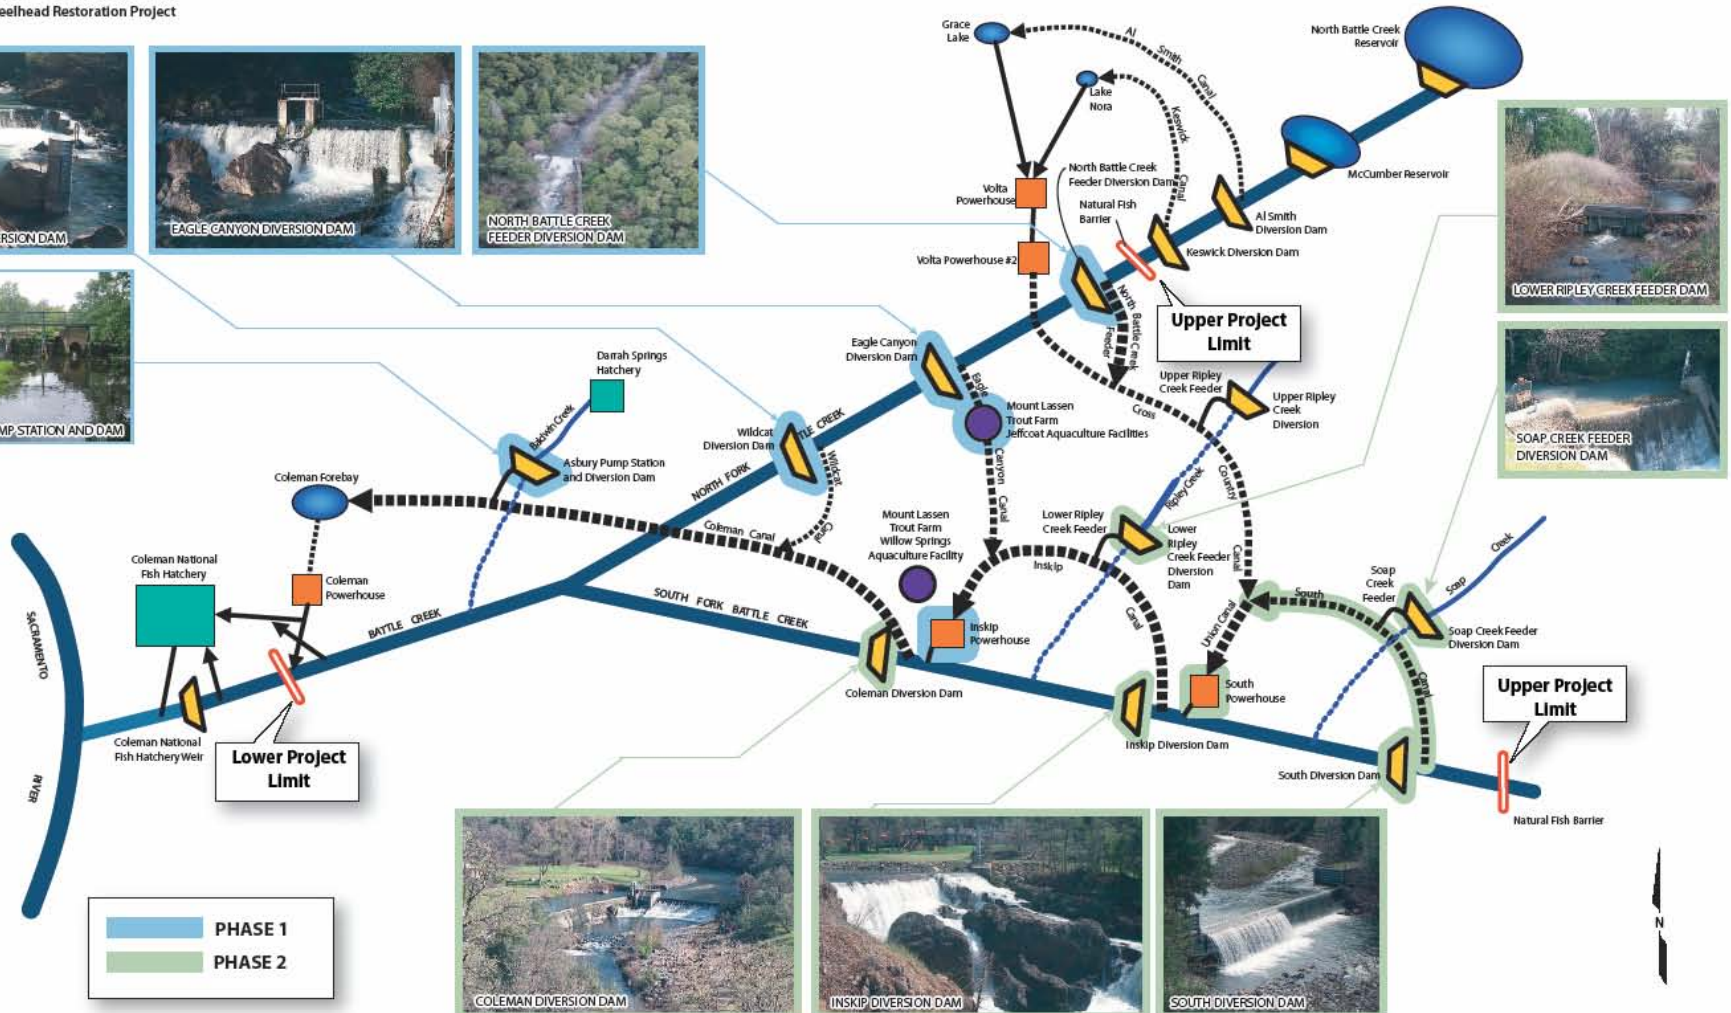 eelhead Restoration Project
RSION DAM
EAGLE CANYON DIVERSION DAM
NORTH BATTLE CREEK
FEEDER DIVERSION DAM
MP STATION AND DAM
Grace
Lake
Al Smith Canal
Lake
Nora
Keswick Canal
North Battle Creek
Reservoir
McCumber Reservoir
North Battle Creek
Feeder Diversion Dam
Natural Fish
Barrier
Volta
Powerhouse
Volta Powerhouse #2
Al Smith
Diversion Dam
Keswick Diversion Dam
Upper Project
Limit
North Battle Creek
Feeder
LOWER RIPLEY CREEK FEEDER DAM
SOAP CREEK FEEDER
DIVERSION DAM
Eagle Canyon
Diversion Dam
Eagle
Canyon Canal
Mount Lassen
Trout Farm
Jeffcoat Aquaculture Facilities
Upper Ripley
Creek Feeder
Upper Ripley
Creek
Diversion
Cross Country Canal
Ripley Creek
Darrah Springs
Hatchery
Baldwin Creek
Asbury Pump Station
and Diversion Dam
Wildcat
Diversion Dam
Wildcat Canal
NORTH FORK
TLE CREEK
Coleman Forebay
Coleman Canal
Mount Lassen
Trout Farm
Willow Springs
Aquaculture Facility
Lower Ripley
Creek Feeder
Lower
Ripley
Creek Feeder
Diversion
Dam
Inskip
Canal
Coleman National
Fish Hatchery
Coleman
Powerhouse
BATTLE CREEK
SOUTH FORK BATTLE CREEK
Inskip
Powerhouse
Union Canal
South
Canal
Soap
Creek
Feeder
Soap Creek
Soap Creek Feeder
Diversion Dam
SACRAMENTO
RIVER
Coleman National
Fish Hatchery Weir
Lower Project
Limit
Coleman Diversion Dam
South
Powerhouse
Inskip Diversion Dam
South Diversion Dam
Upper Project
Limit
Natural Fish Barrier
PHASE 1
PHASE 2
COLEMAN DIVERSION DAM
INSKIP DIVERSION DAM
SOUTH DIVERSION DAM
N